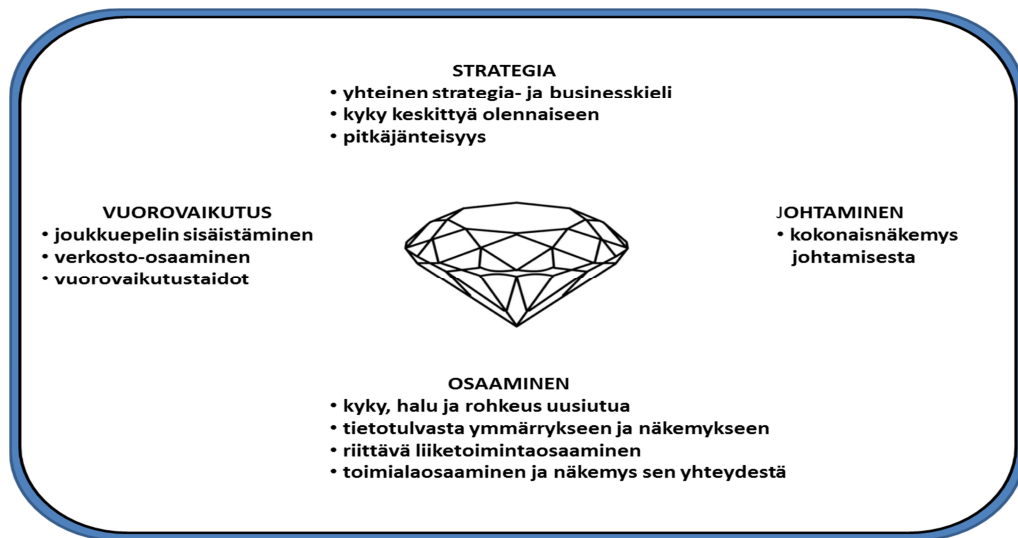 STRATEGIA
• yhteinen strategia- ja businesskieli
• kyky keskittyä olennaiseen
• pitkäjänteisyys
VUOROVAIKUTUS
• joukkuepelin sisäistäminen
• verkosto-osaaminen
• vuorovaikutustaidot
JOHTAMINEN
• kokonaisnäkemys
johtamisesta
OSAAMINEN
• kyky, halu ja rohkeus uusiutua
• tietotulvasta ymmärrykseen ja näkemykseen
• riittävä liiketoimintaosaaminen
• toimialaosaaminen ja näkemys sen yhteydestä